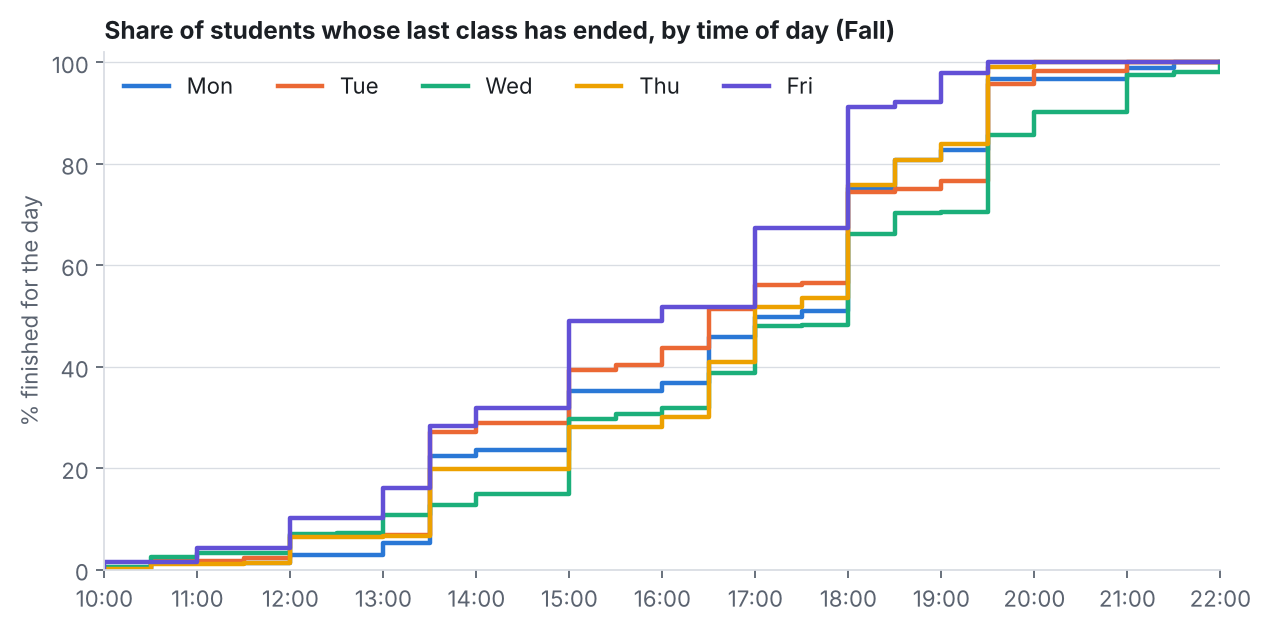 Share of students whose last class has ended, by time of day (Fall)
Mon Tue Wed Thu Fri
% finished for the day
100
80
60
40
20
0
10:00 11:00 12:00 13:00 14:00 15:00 16:00 17:00 18:00 19:00 20:00 21:00 22:00